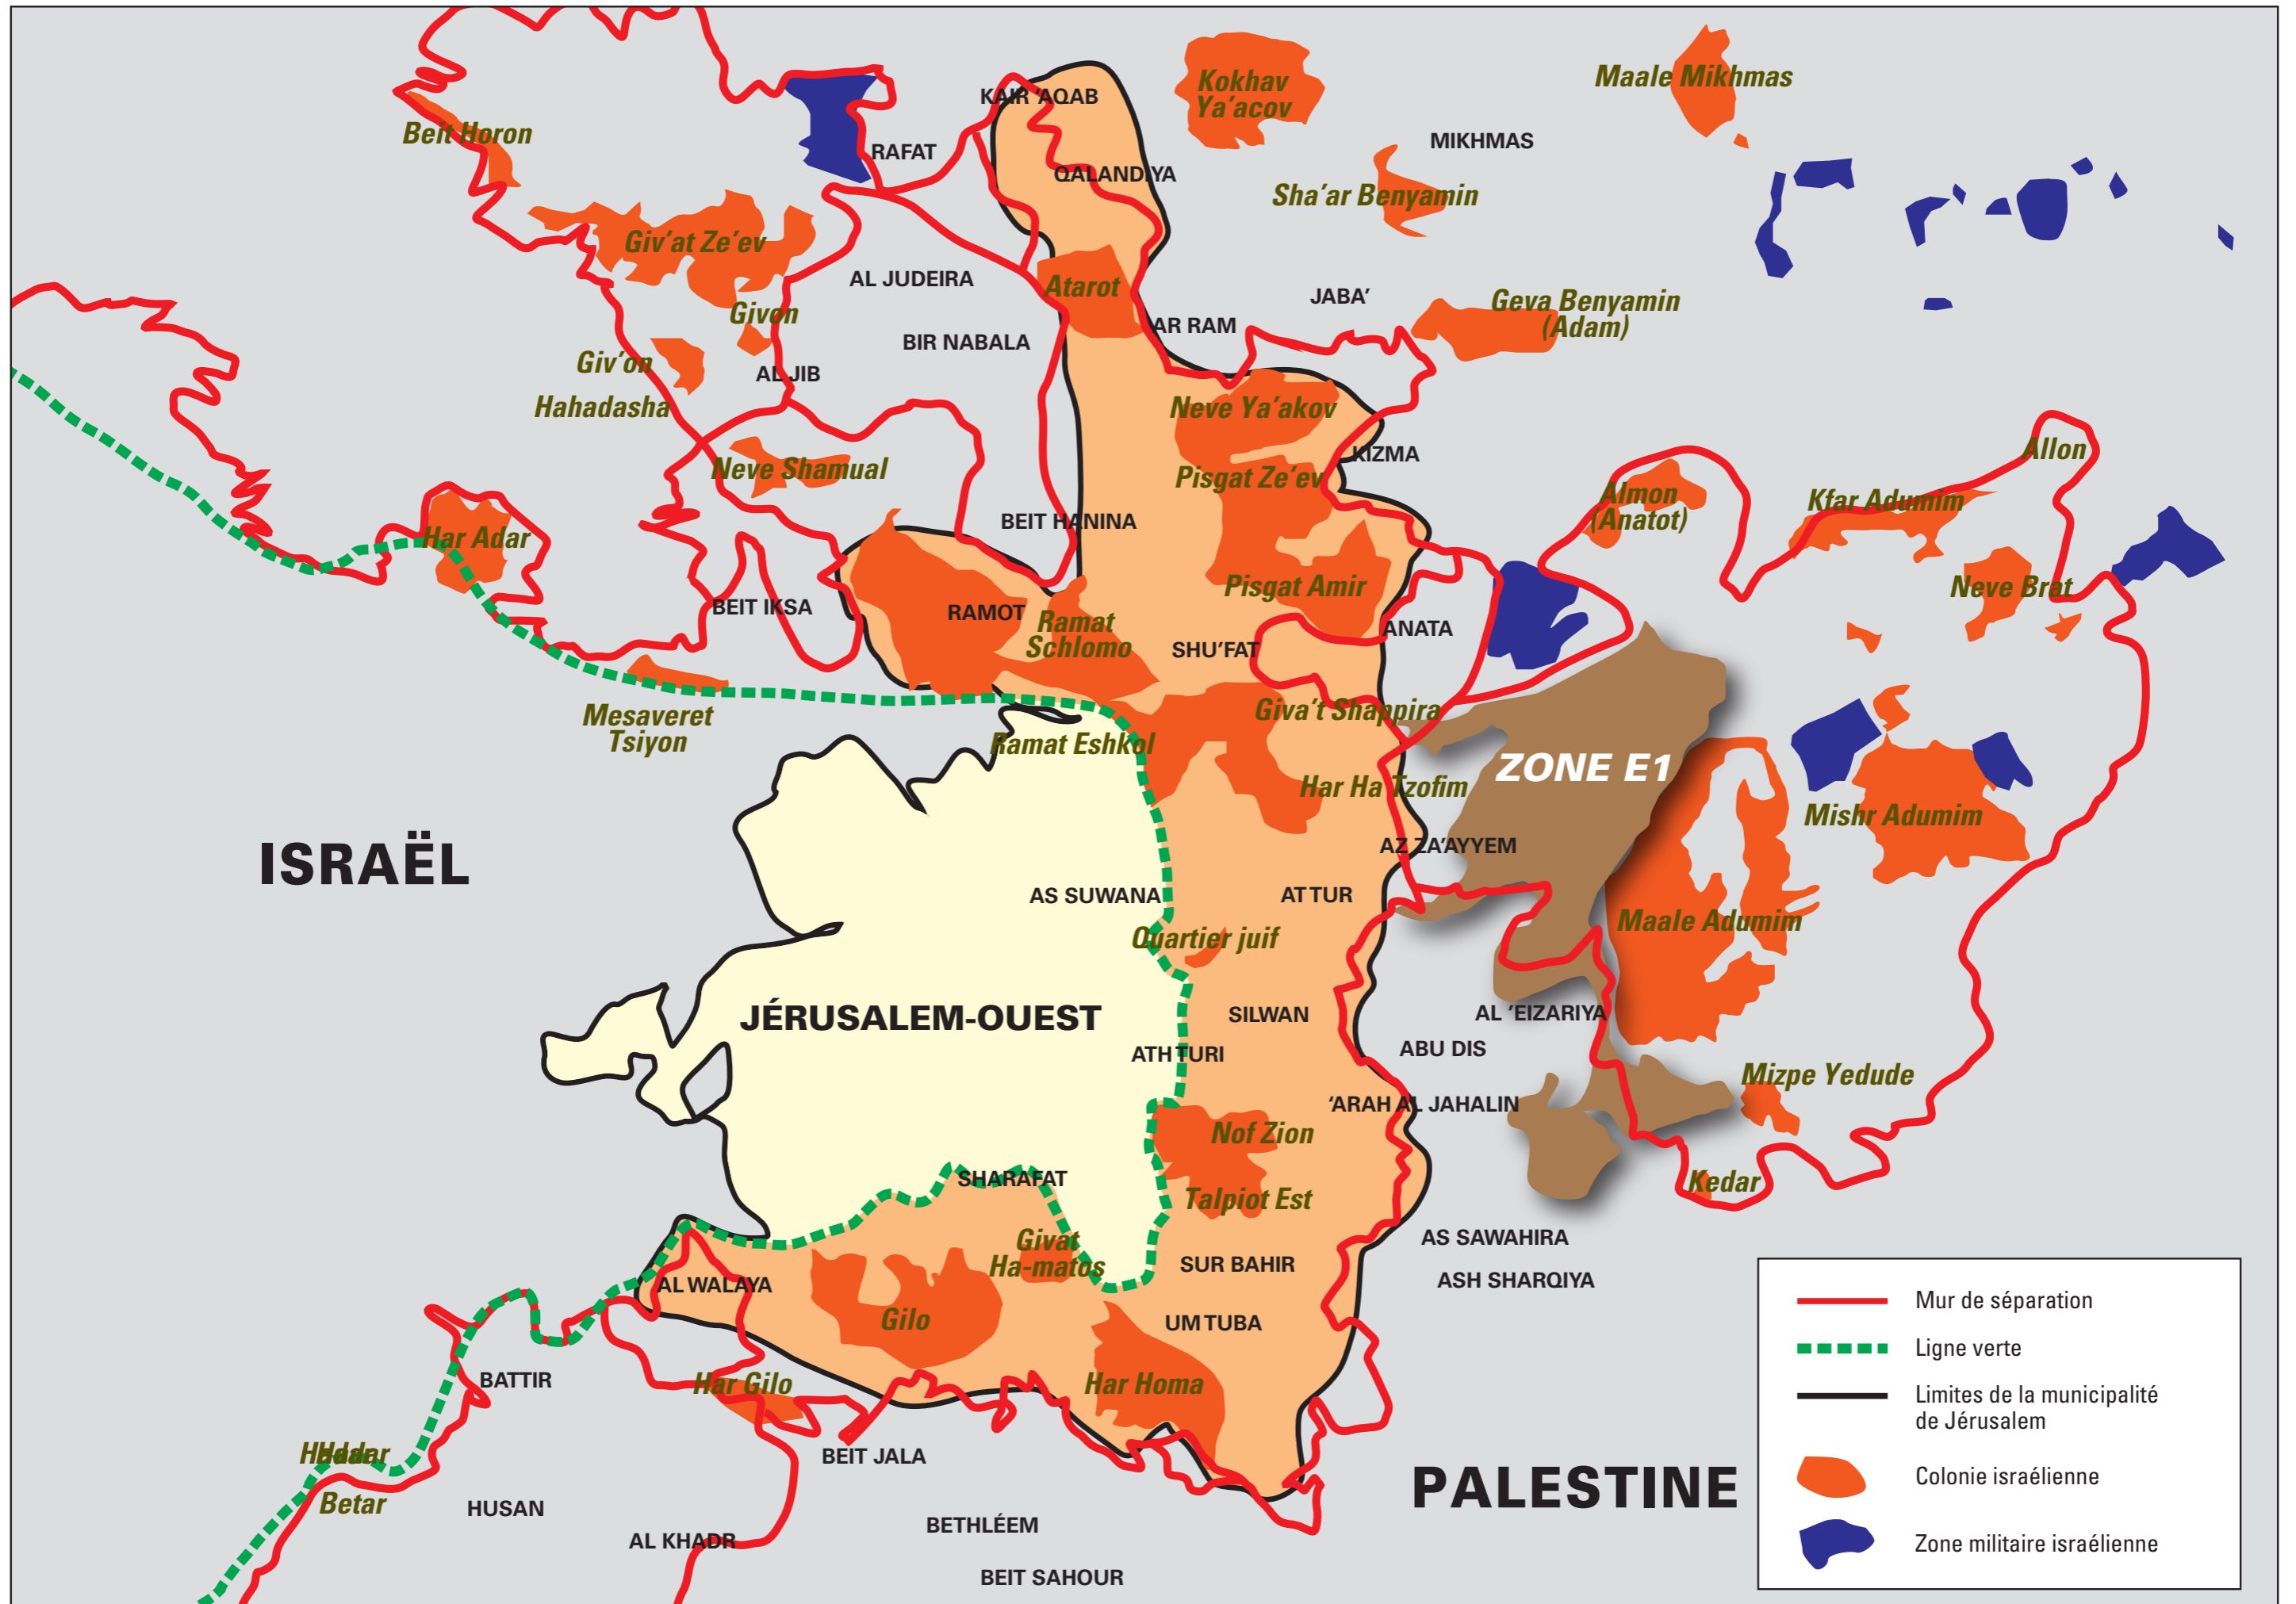 Kokhav
Ya'acov
Maale Mikhmas
KAIR 'AQAB
Beit Horon
MIKHMAS
RAFAT
QALANDIYA
Sha'ar Benyamin
Giv'at Ze'ev
AL JUDEIRA
Atarot
JABA'
Geva Benyamin
(Adam)
Givon
AR RAM
BIR NABALA
Giv'on
Hahadasha
AL JIB
Neve Ya'akov
KIZMA
Allon
Neve Shamual
Pisgat Ze'ev
Almon
(Anatot)
Kfar Adumim
BEIT HANINA
Har Adar
Pisgat Amir
Neve Brat
BEIT IKSA
RAMOT
Ramat
Schlomo
ANATA
SHU'FAT
Mesaveret
Tsiyon
Giva't Shappira
Ramat Eshkol
ZONE E1
Har Ha Tzofim
Mishr Adumim
ISRAËL
AZ ZA'AYYEM
AS SUWANA
AT TUR
Maale Adumim
Quartier juif
JÉRUSALEM-OUEST
SILWAN
AL 'EIZARIYA
ATH TURI
ABU DIS
Mizpe Yedude
'ARAH AL JAHALIN
Nof Zion
SHARAFAT
Kedar
Talpiot Est
Givat
Ha-matos
AS SAWAHIRA
SUR BAHIR
ASH SHARQIYA
AL WALAYA
Gilo
UM TUBA
BATTIR
Har Gilo
Har Homa
BEIT JALA
Hadar
Betar
HUSAN
PALESTINE
BETHLÉEM
AL KHADR
BEIT SAHOUR
Mur de séparation
Ligne verte
Limites de la municipalité
de Jérusalem
Colonie israélienne
Zone militaire israélienne